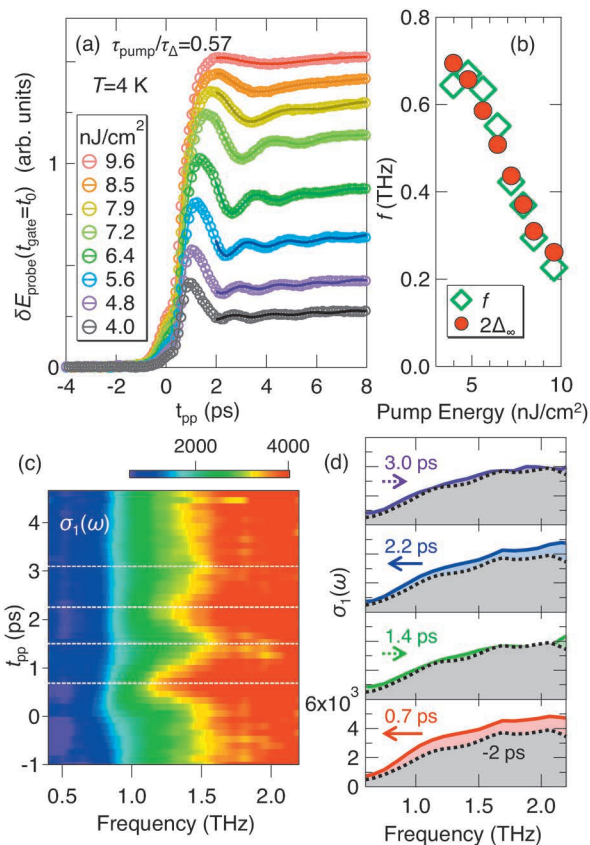 (a) τpump/τΔ=0.57
T=4 K
nJ/cm²
9.6
8.5
7.9
7.2
6.4
5.6
4.8
4.0
δEprobe(tgate=t0) (arb. units)
1
0
-4 -2 0 2 4 6 8
tpp (ps)
(b)
0.8
0.6
0.4
0.2
0.0
f (THz)
f
2Δ∞
0 5 10
Pump Energy (nJ/cm²)
(c)
2000 4000
σ1(ω)
4
3
2
1
0
-1
tpp (ps)
0.5 1.0 1.5 2.0
Frequency (THz)
(d)
3.0 ps
2.2 ps
1.4 ps
0.7 ps
-2 ps
σ1(ω)
6x10³
3
0
1.0 1.5 2.0
Frequency (THz)